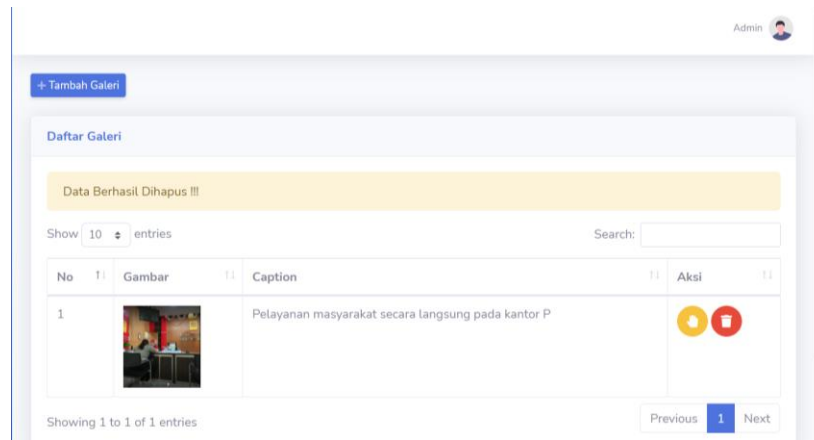 Admin
+ Tambah Galeri
Daftar Galeri
Data Berhasil Dihapus !!!
Show 10 entries
Search:
No Gambar Caption Aksi
1 Pelayanan masyarakat secara langsung pada kantor P
Showing 1 to 1 of 1 entries
Previous 1 Next